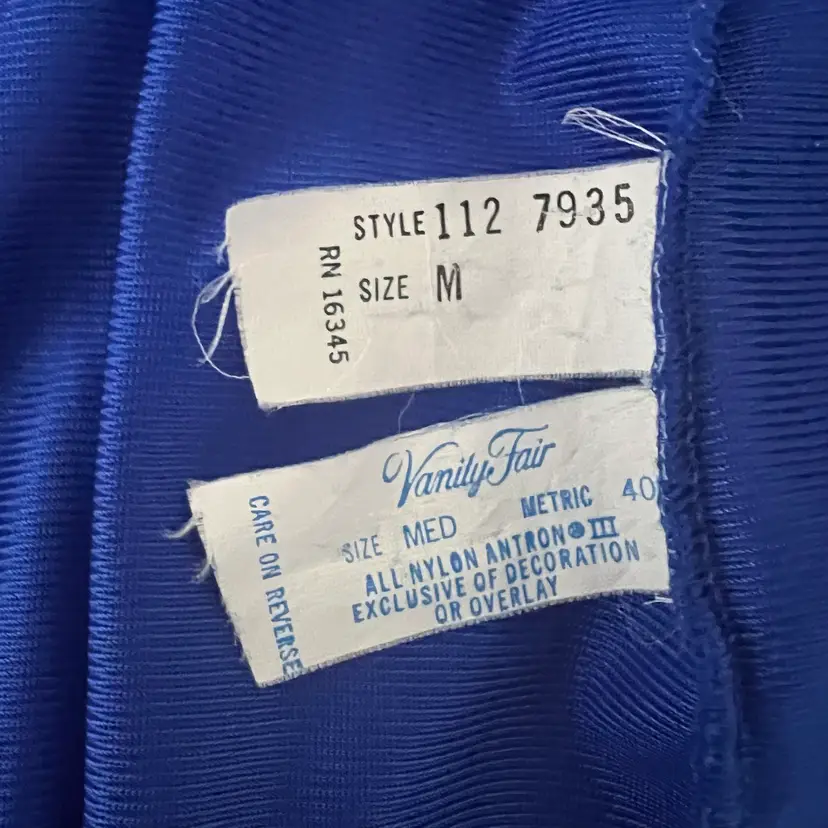 STYLE 112 7935
SIZE M
RN 16345
Vanity Fair
SIZE MED METRIC 40
ALL NYLON ANTRON III
EXCLUSIVE OF DECORATION
OR OVERLAY
CARE ON REVERSE